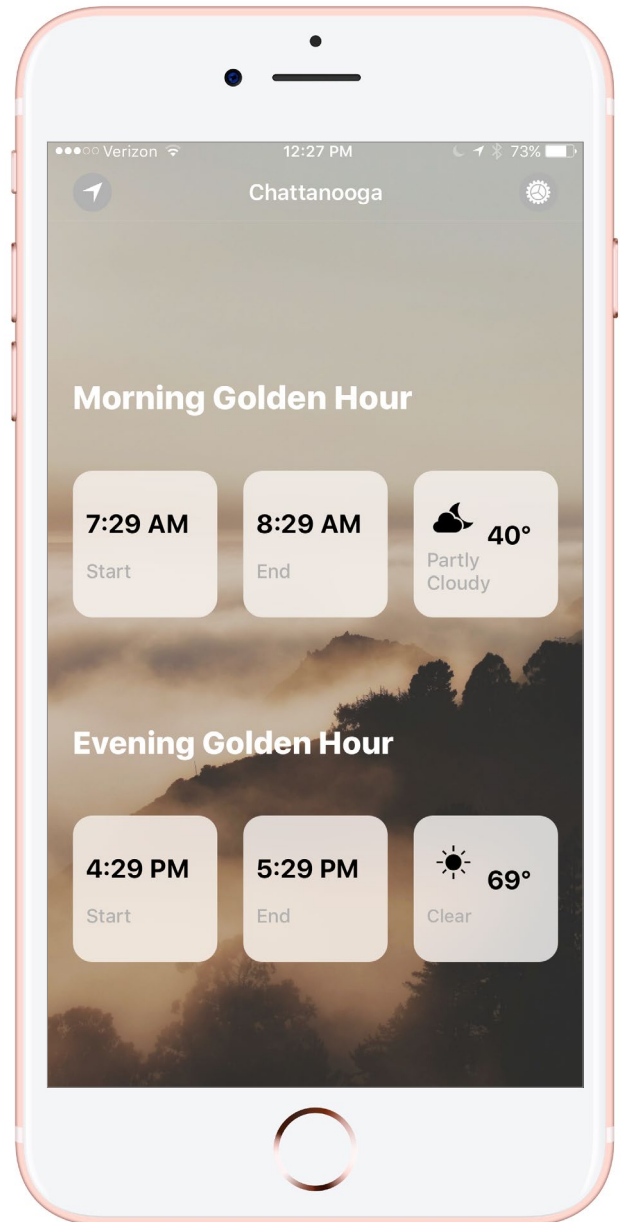 Verizon 12:27 PM 73%
Chattanooga
Morning Golden Hour
7:29 AM 8:29 AM 40°
Start End Partly
Cloudy
Evening Golden Hour
4:29 PM 5:29 PM 69°
Start End Clear